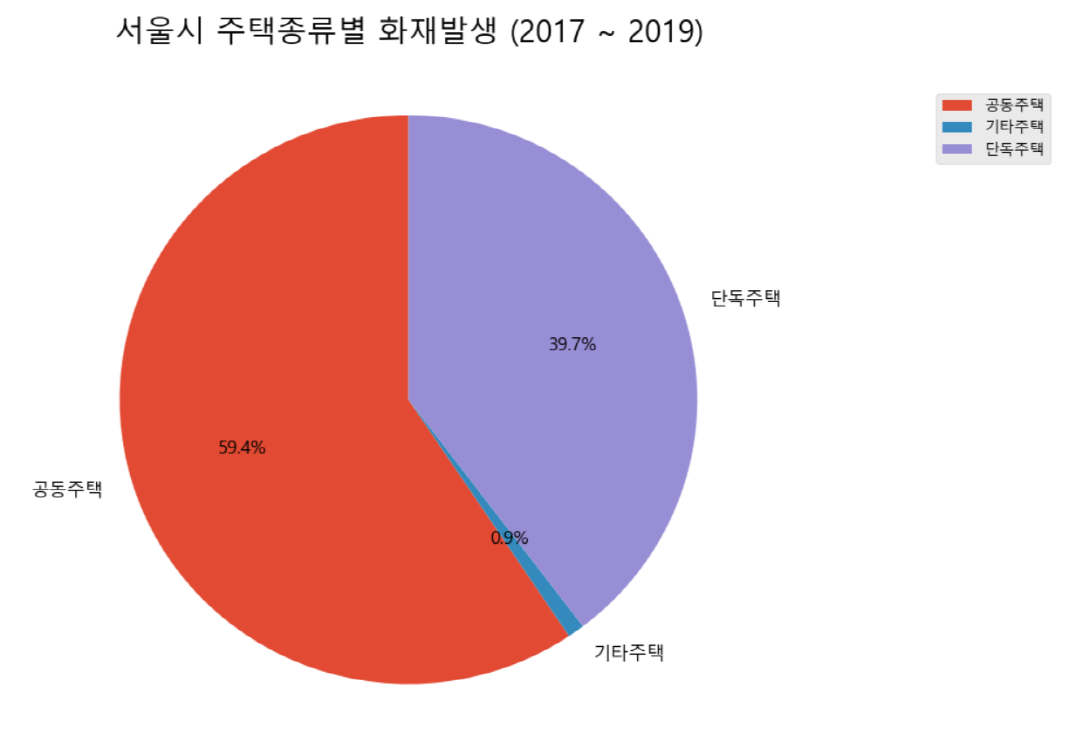 서울시 주택종류별 화재발생 (2017 ~ 2019)
공동주택
기타주택
단독주택
단독주택
39.7%
59.4%
공동주택
0.9%
기타주택